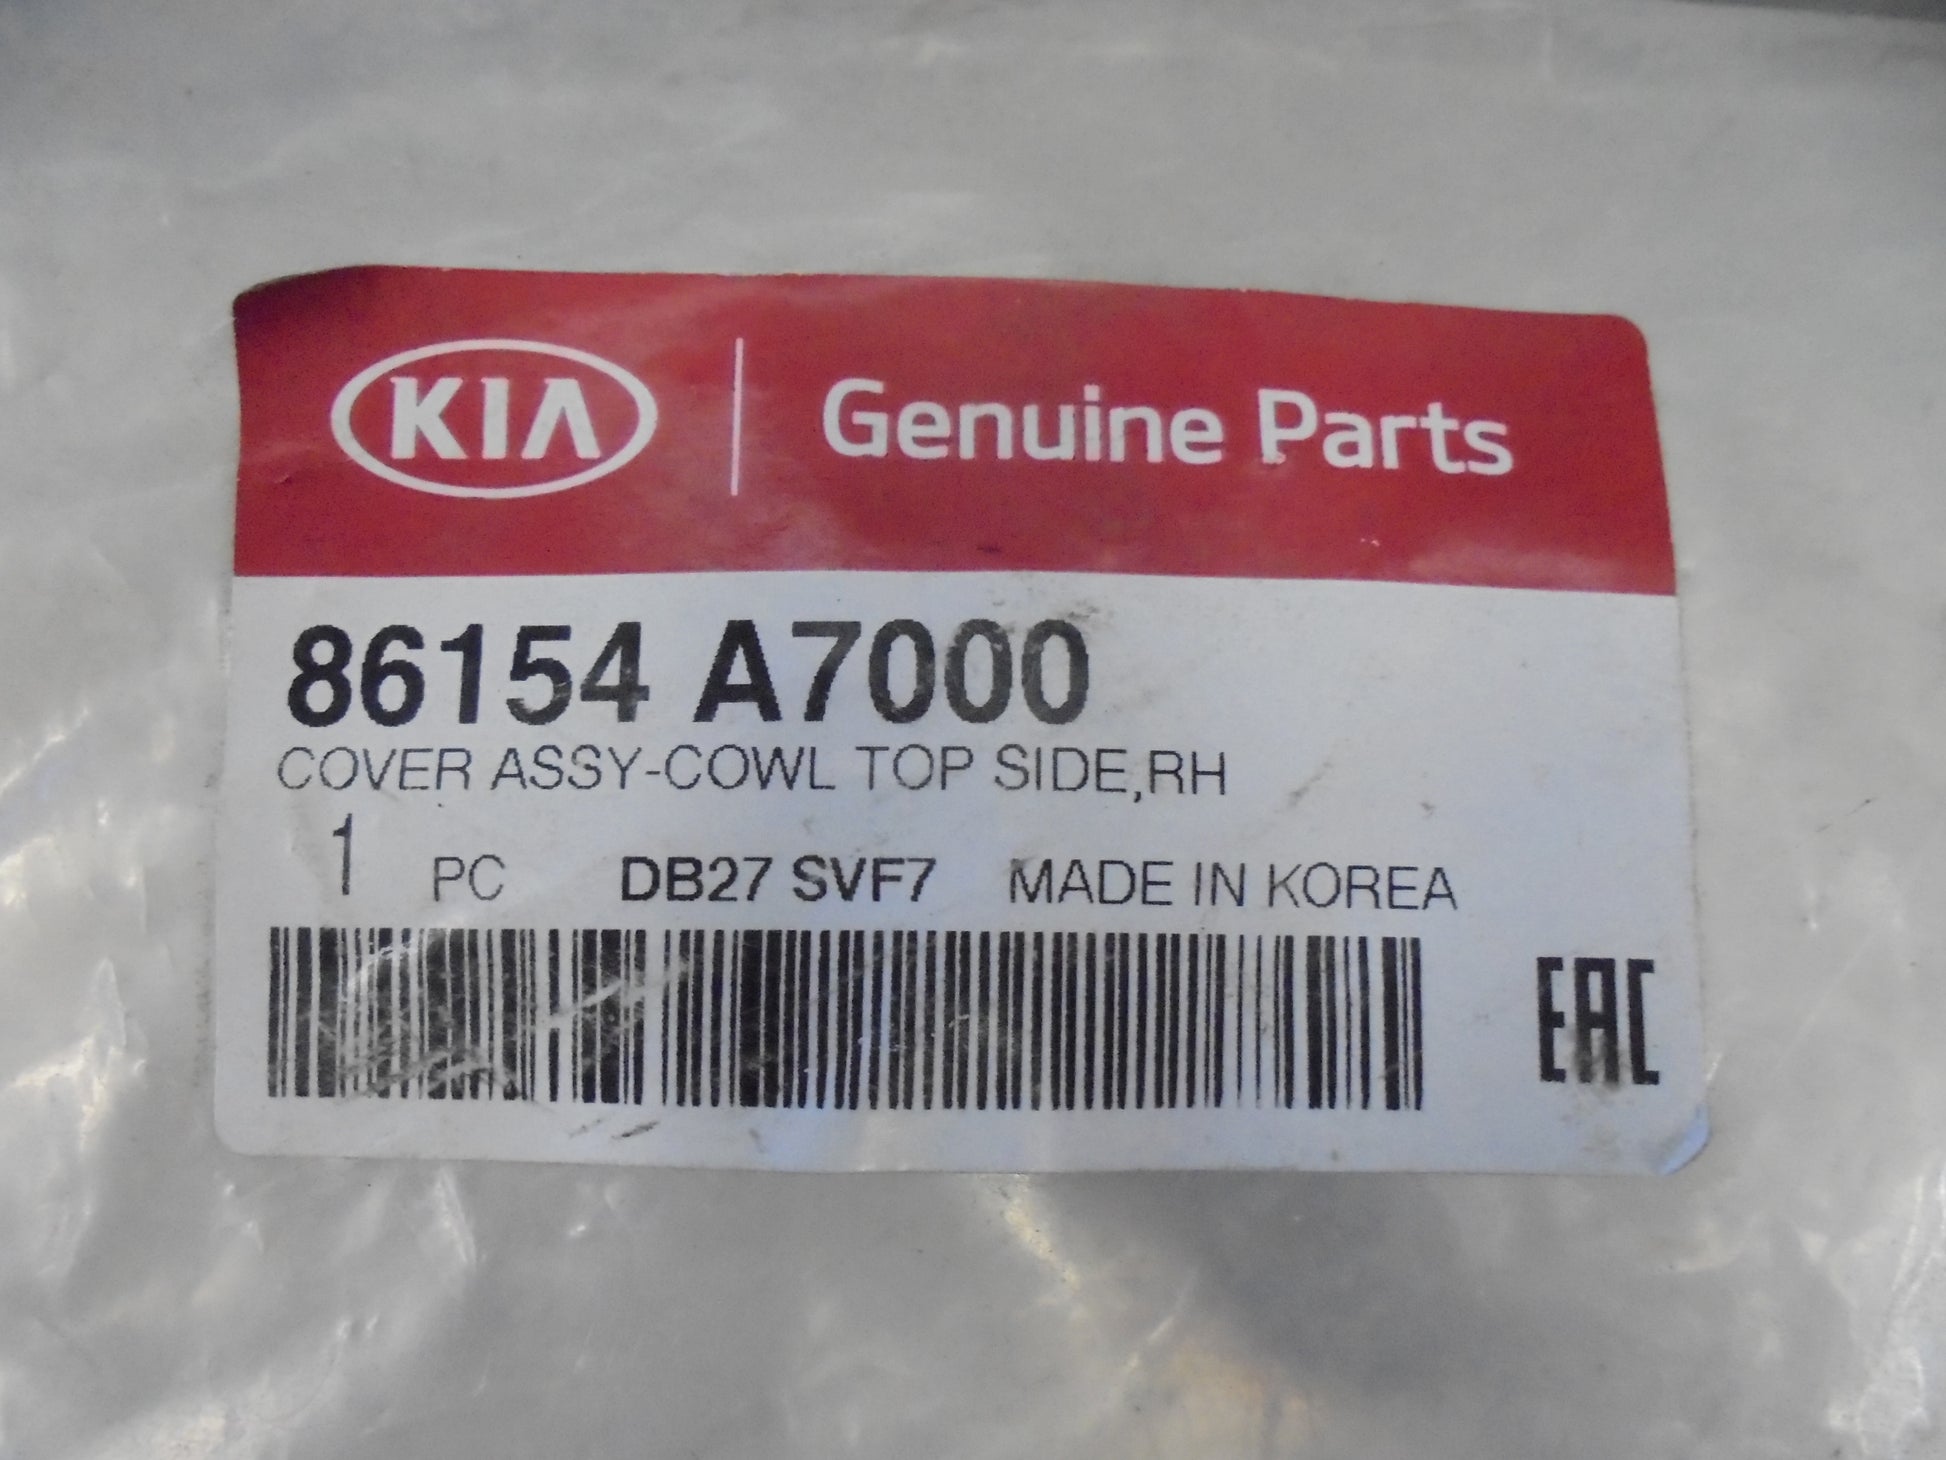 KIA Genuine Parts
86154 A7000
COVER ASSY-COWL TOP SIDE,RH
1 PC DB27 SVF7 MADE IN KOREA
EAC